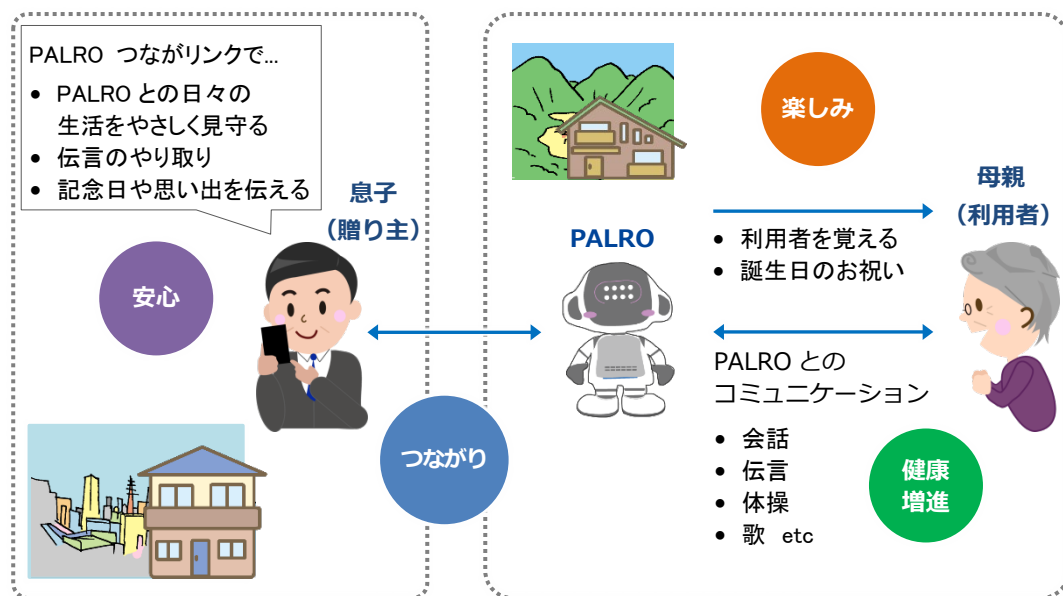 PALRO つながリンクで...
• PALRO との日々の
生活をやさしく見守る
• 伝言のやり取り
• 記念日や思い出を伝える
息子
（贈り主）
安心
つながり
楽しみ
母親
（利用者）
PALRO
• 利用者を覚える
• 誕生日のお祝い
PALRO との
コミュニケーション
• 会話
• 伝言
• 体操
• 歌 etc
健康
増進